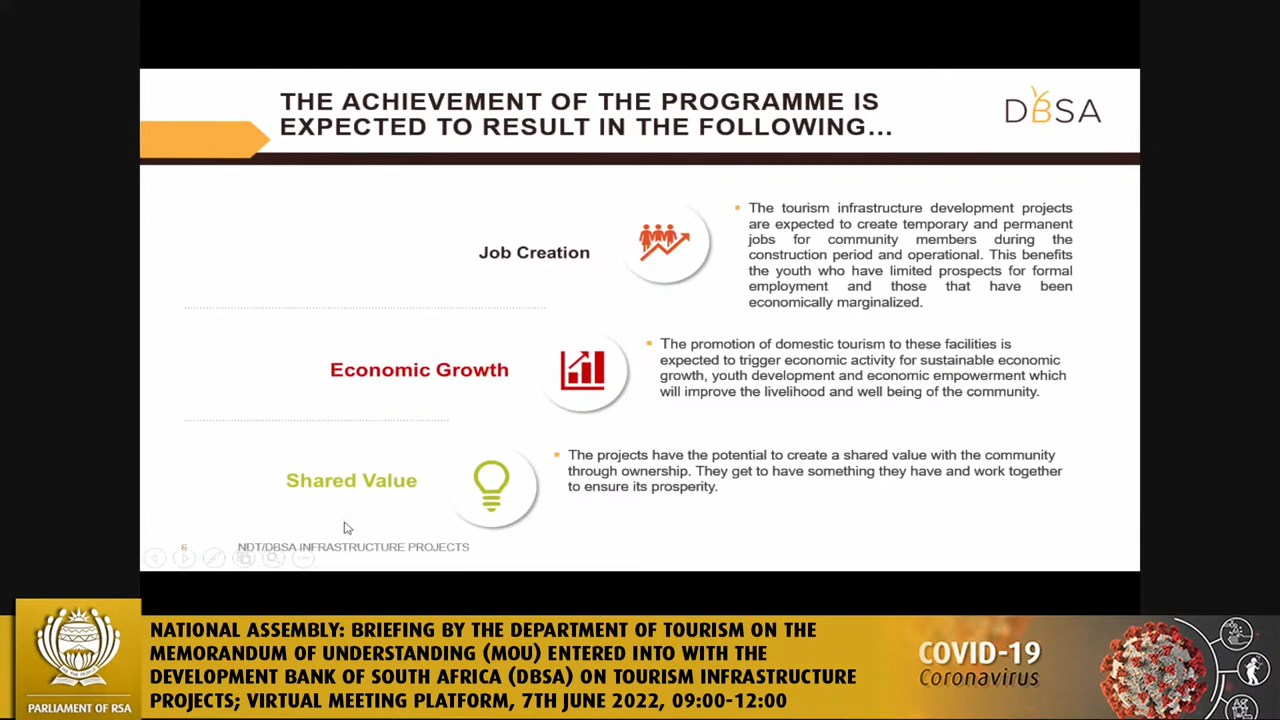 THE ACHIEVEMENT OF THE PROGRAMME IS
EXPECTED TO RESULT IN THE FOLLOWING...
DBSA
Job Creation
The tourism infrastructure development projects
are expected to create temporary and permanent
jobs for community members during the
construction period and operational. This benefits
the youth who have limited prospects for formal
employment and those that have been
economically marginalized.
Economic Growth
The promotion of domestic tourism to these facilities is
expected to trigger economic activity for sustainable economic
growth, youth development and economic empowerment which
will improve the livelihood and well being of the community.
Shared Value
The projects have the potential to create a shared value with the community
through ownership. They get to have something they have and work together
to ensure its prosperity.
6
NDT/DBSA INFRASTRUCTURE PROJECTS
PARLIAMENT OF RSA
NATIONAL ASSEMBLY: BRIEFING BY THE DEPARTMENT OF TOURISM ON THE
MEMORANDUM OF UNDERSTANDING (MOU) ENTERED INTO WITH THE
DEVELOPMENT BANK OF SOUTH AFRICA (DBSA) ON TOURISM INFRASTRUCTURE
PROJECTS; VIRTUAL MEETING PLATFORM, 7TH JUNE 2022, 09:00-12:00
COVID-19
Coronavirus